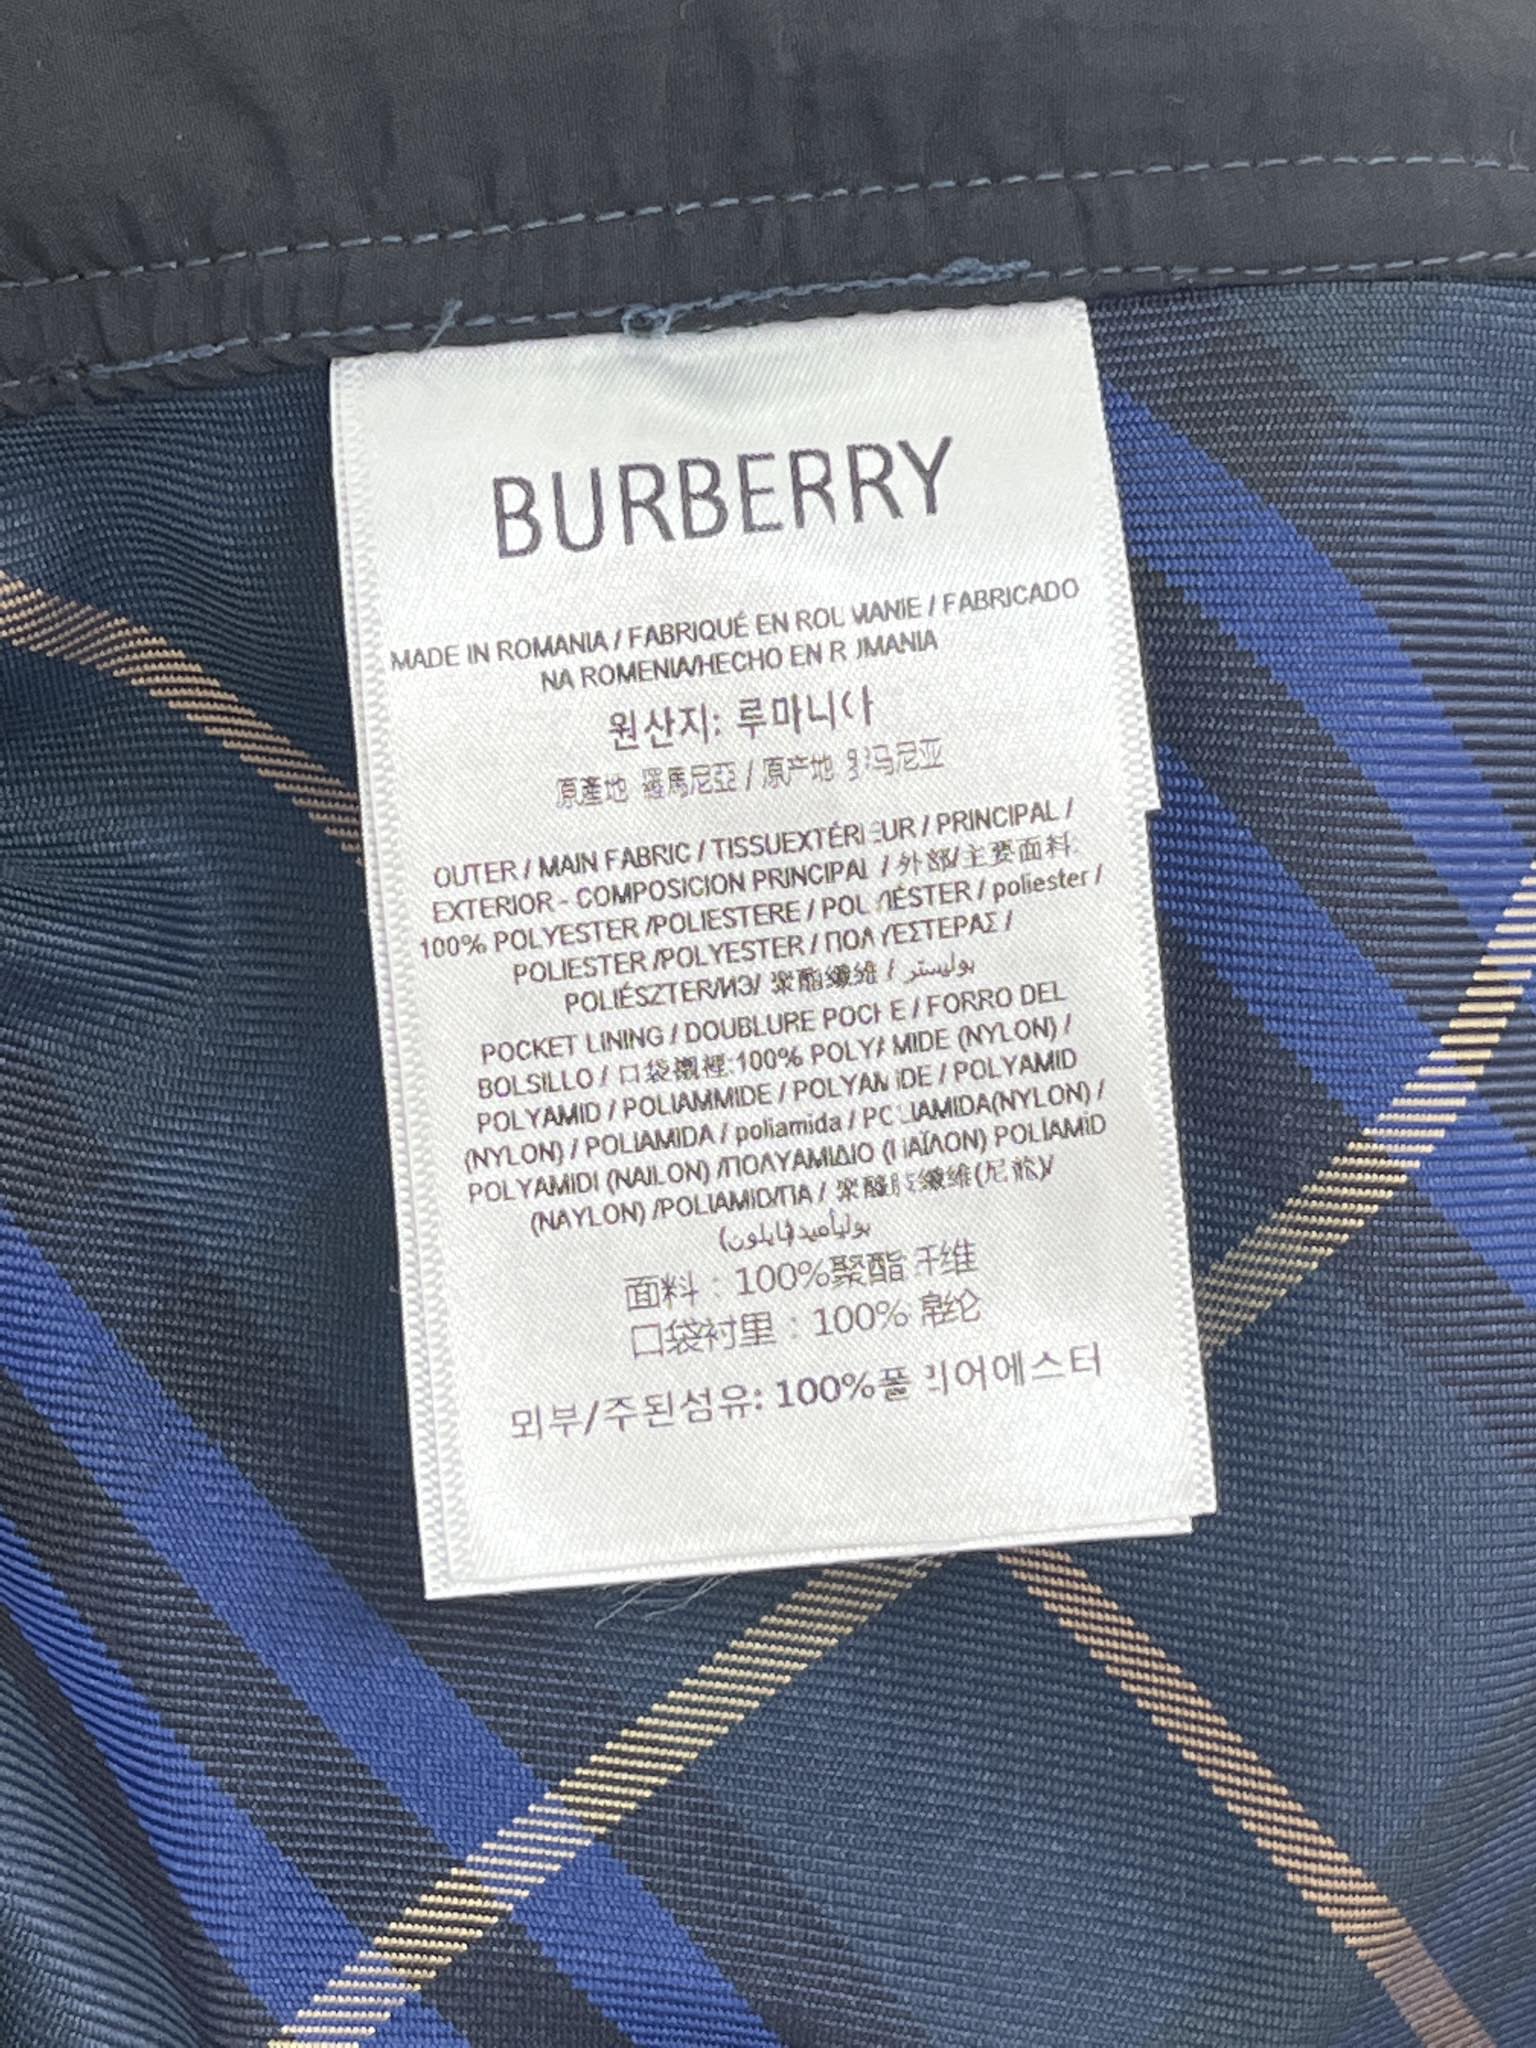 BURBERRY
MADE IN ROMANIA / FABRIQUÉ EN ROUMANIE / FABRICADO
NA ROMENIA/HECHO EN RUMANIA
원산지: 루마니아
原產地 羅馬尼亞 / 原产地 罗马尼亚
OUTER / MAIN FABRIC / TISSUEXTÉRIEUR / PRINCIPAL /
EXTERIOR - COMPOSICION PRINCIPAL / 外部/主要面料:
100% POLYESTER /POLIESTERE / POLIÉSTER / poliester /
POLIESTER /POLYESTER / ΠΟΛΥΕΣΤΕΡΑΣ /
POLIÉSZTER/ИЭ/ 聚酯纖維 / بوليستر
POCKET LINING / DOUBLURE POCHE / FORRO DEL
BOLSILLO / 口袋襯裡:100% POLYAMIDE (NYLON) /
POLYAMID / POLIAMMIDE / POLYAMIDE / POLYAMID
(NYLON) / POLIAMIDA / poliamida / POLIAMIDA(NYLON) /
POLYAMIDI (NAILON) /ΠΟΛΥΑΜΙΔΙΟ (ΝΑΪΛΟΝ) POLIAMID
(NAYLON) /POLIAMID/ПА / 聚醯胺纖維(尼龍)/
بوليأميد(نايلون)
面料：100%聚酯纤维
口袋衬里：100% 锦纶
외부/주된섬유: 100%폴리어에스터